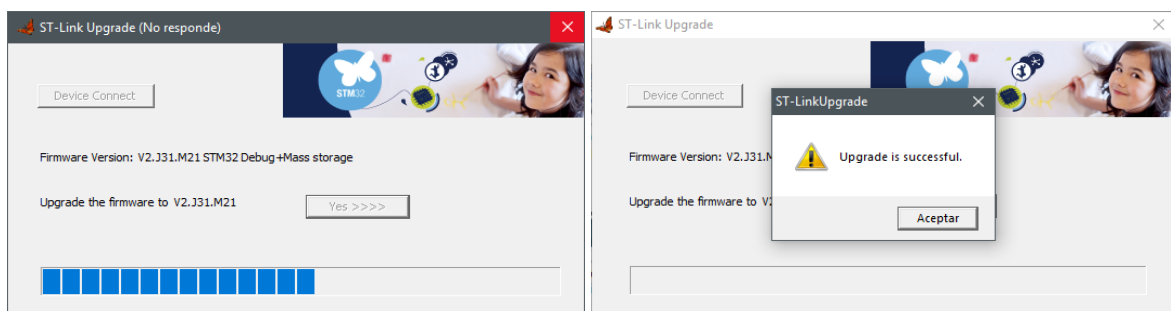 ST-Link Upgrade (No responde)
Device Connect
STM32
Firmware Version: V2.J31.M21 STM32 Debug+Mass storage
Upgrade the firmware to V2.J31.M21
Yes >>>>
ST-Link Upgrade
Device Connect
ST-LinkUpgrade
Firmware Version: V2.J31.M
Upgrade is successful.
Upgrade the firmware to V2
Aceptar